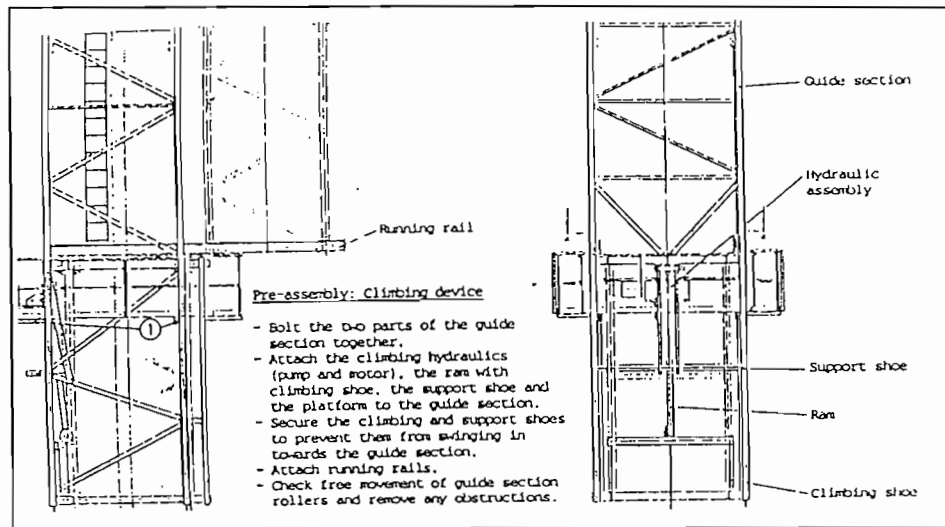 Guide section
Hydraulic
assembly
Running rail
Pre-assembly: Climbing device
- Bolt the two parts of the guide
section together.
- Attach the climbing hydraulics
(pump and motor), the ram with
climbing shoe, the support shoe and
the platform to the guide section.
- Secure the climbing and support shoes
to prevent them from swinging in
towards the guide section.
- Attach running rails.
- Check free movement of guide section
rollers and remove any obstructions.
1
Support shoe
Ram
Climbing shoe